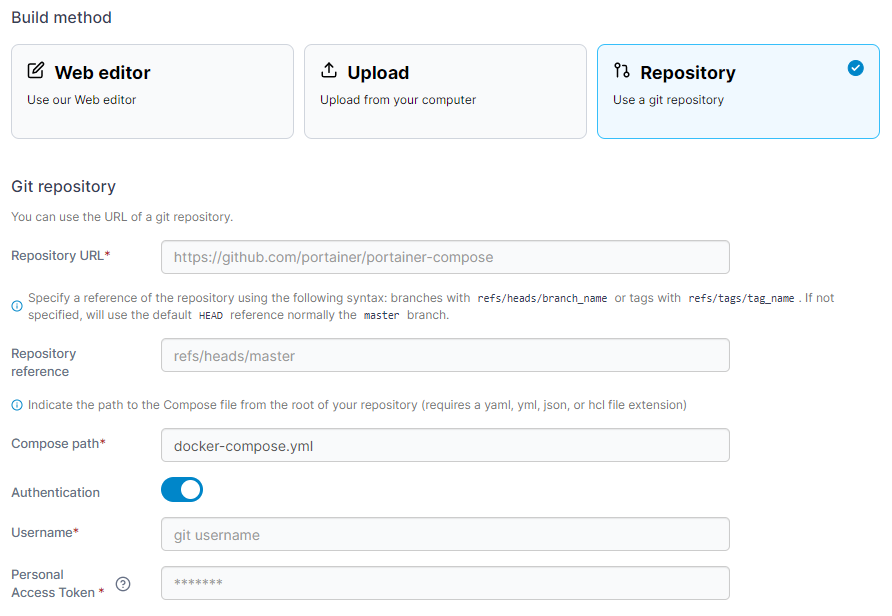 Build method
Web editor
Use our Web editor
Upload
Upload from your computer
Repository
Use a git repository
Git repository
You can use the URL of a git repository.
Repository URL*
https://github.com/portainer/portainer-compose
Specify a reference of the repository using the following syntax: branches with refs/heads/branch_name or tags with refs/tags/tag_name . If not
specified, will use the default HEAD reference normally the master branch.
Repository
reference
refs/heads/master
Indicate the path to the Compose file from the root of your repository (requires a yaml, yml, json, or hcl file extension)
Compose path*
docker-compose.yml
Authentication
Username*
git username
Personal
Access Token *
*******